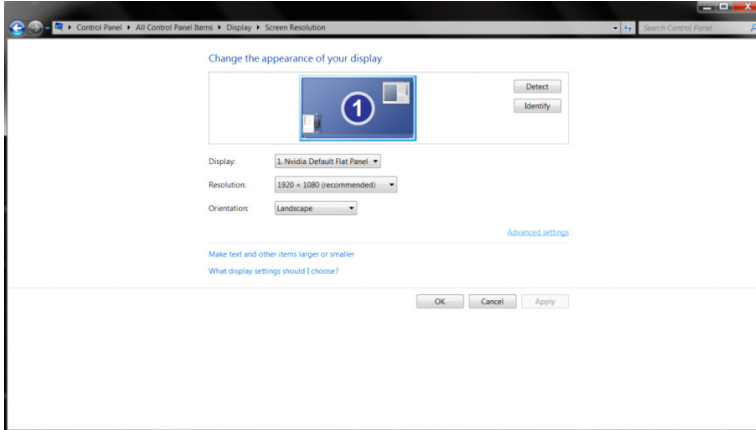 Control Panel ▸ All Control Panel Items ▸ Display ▸ Screen Resolution
Search Control Panel
Change the appearance of your display
1
Detect
Identify
Display:
1. Nvidia Default Flat Panel
Resolution:
1920 × 1080 (recommended)
Orientation:
Landscape
Advanced settings
Make text and other items larger or smaller
What display settings should I choose?
OK
Cancel
Apply